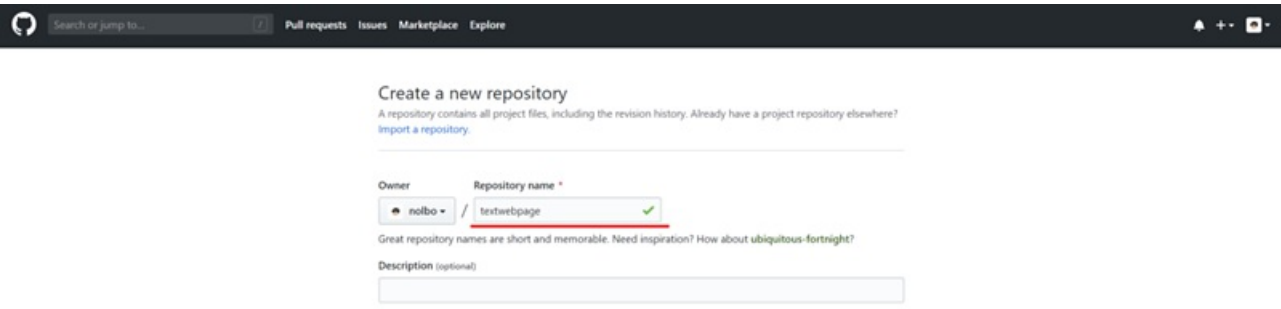 Search or jump to... / Pull requests Issues Marketplace Explore
Create a new repository
A repository contains all project files, including the revision history. Already have a project repository elsewhere?
Import a repository.
Owner Repository name *
nolbo / textwebpage
Great repository names are short and memorable. Need inspiration? How about ubiquitous-fortnight?
Description (optional)